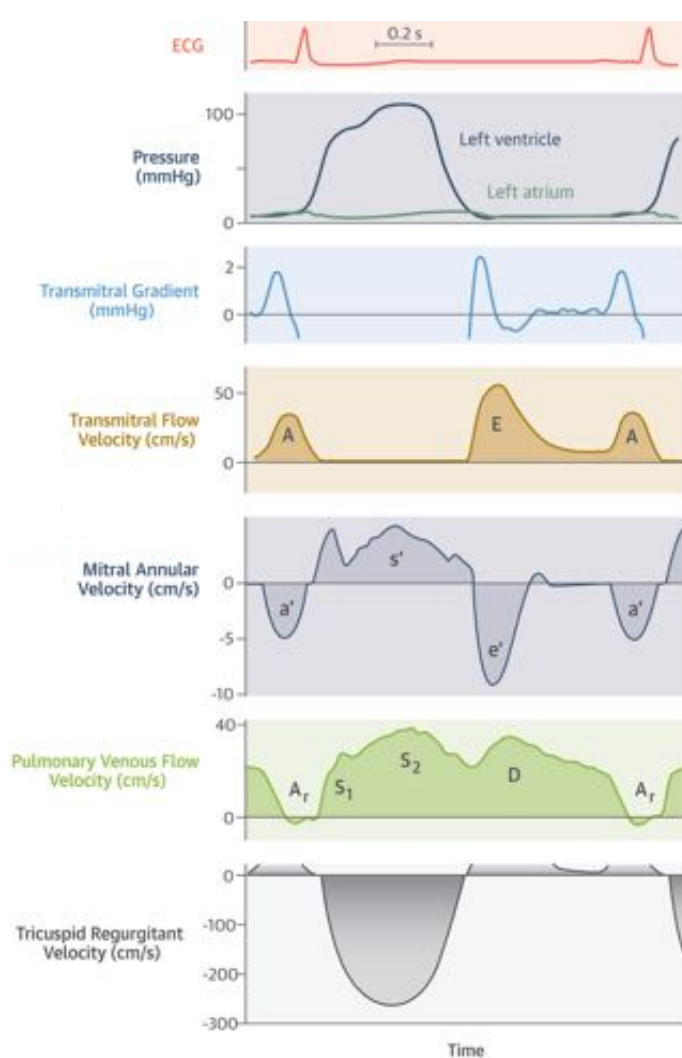 ECG
0.2 s
100
Left ventricle
Pressure
(mmHg)
Left atrium
0
2
Transmitral Gradient
(mmHg)
0
50
Transmitral Flow
Velocity (cm/s)
A
E
A
0
Mitral Annular
Velocity (cm/s)
0
s'
a'
a'
-5
e'
-10
40
Pulmonary Venous Flow
Velocity (cm/s)
Ar
S1
S2
D
Ar
0
0
-100
Tricuspid Regurgitant
Velocity (cm/s)
-200
-300
Time